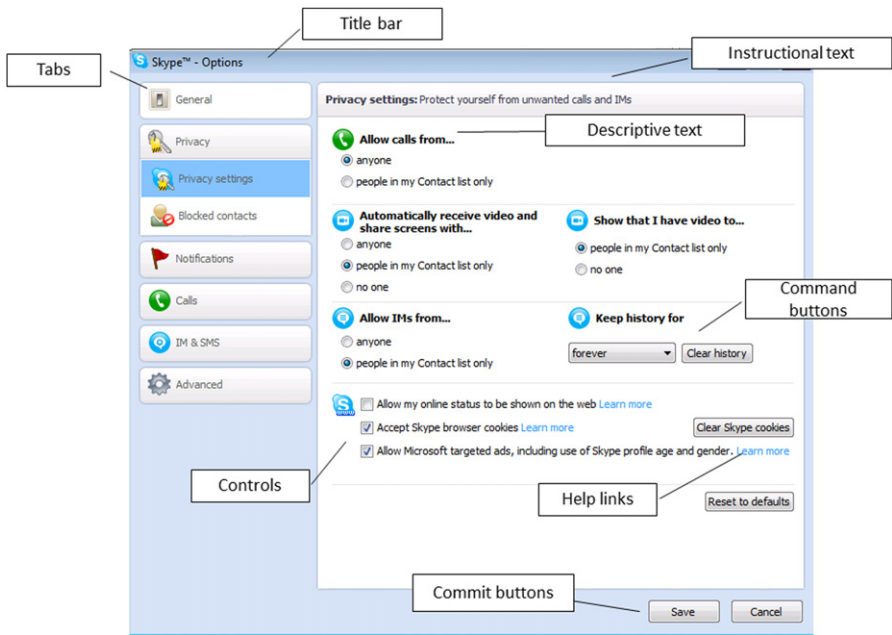 Title bar
Instructional text
Tabs
Skype™ - Options
General
Privacy
Privacy settings
Blocked contacts
Notifications
Calls
IM & SMS
Advanced
Privacy settings: Protect yourself from unwanted calls and IMs
Descriptive text
Allow calls from...
anyone
people in my Contact list only
Automatically receive video and
share screens with...
anyone
people in my Contact list only
no one
Show that I have video to...
people in my Contact list only
no one
Command
buttons
Allow IMs from...
anyone
people in my Contact list only
Keep history for
forever
Clear history
Allow my online status to be shown on the web Learn more
Accept Skype browser cookies Learn more
Clear Skype cookies
Allow Microsoft targeted ads, including use of Skype profile age and gender. Learn more
Controls
Help links
Reset to defaults
Commit buttons
Save
Cancel